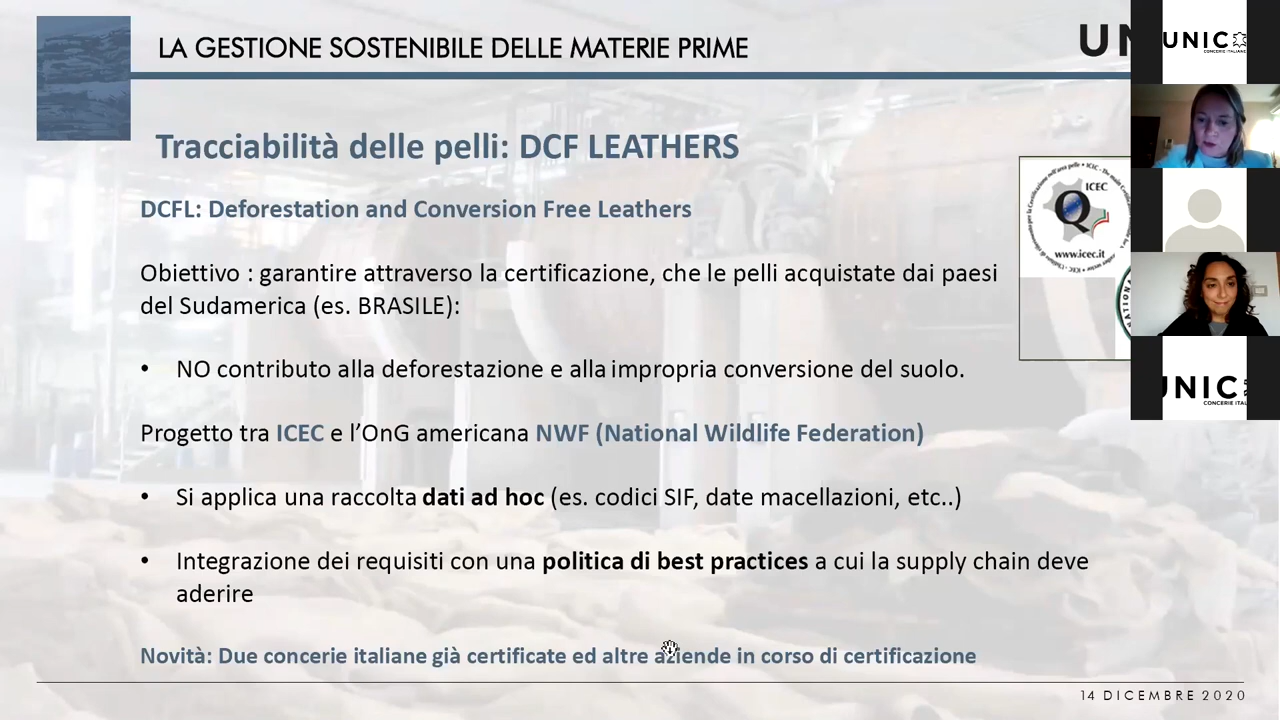 LA GESTIONE SOSTENIBILE DELLE MATERIE PRIME
UN
UNIC
CONCERIE ITALIANE
Tracciabilità delle pelli: DCF LEATHERS
ICEC
Q
www.icec.it
DCFL: Deforestation and Conversion Free Leathers
Obiettivo : garantire attraverso la certificazione, che le pelli acquistate dai paesi
del Sudamerica (es. BRASILE):
• NO contributo alla deforestazione e alla impropria conversione del suolo.
UNIC
CONCERIE ITAL
Progetto tra ICEC e l’OnG americana NWF (National Wildlife Federation)
• Si applica una raccolta dati ad hoc (es. codici SIF, date macellazioni, etc..)
• Integrazione dei requisiti con una politica di best practices a cui la supply chain deve
aderire
Novità: Due concerie italiane già certificate ed altre aziende in corso di certificazione
14 DICEMBRE 2020